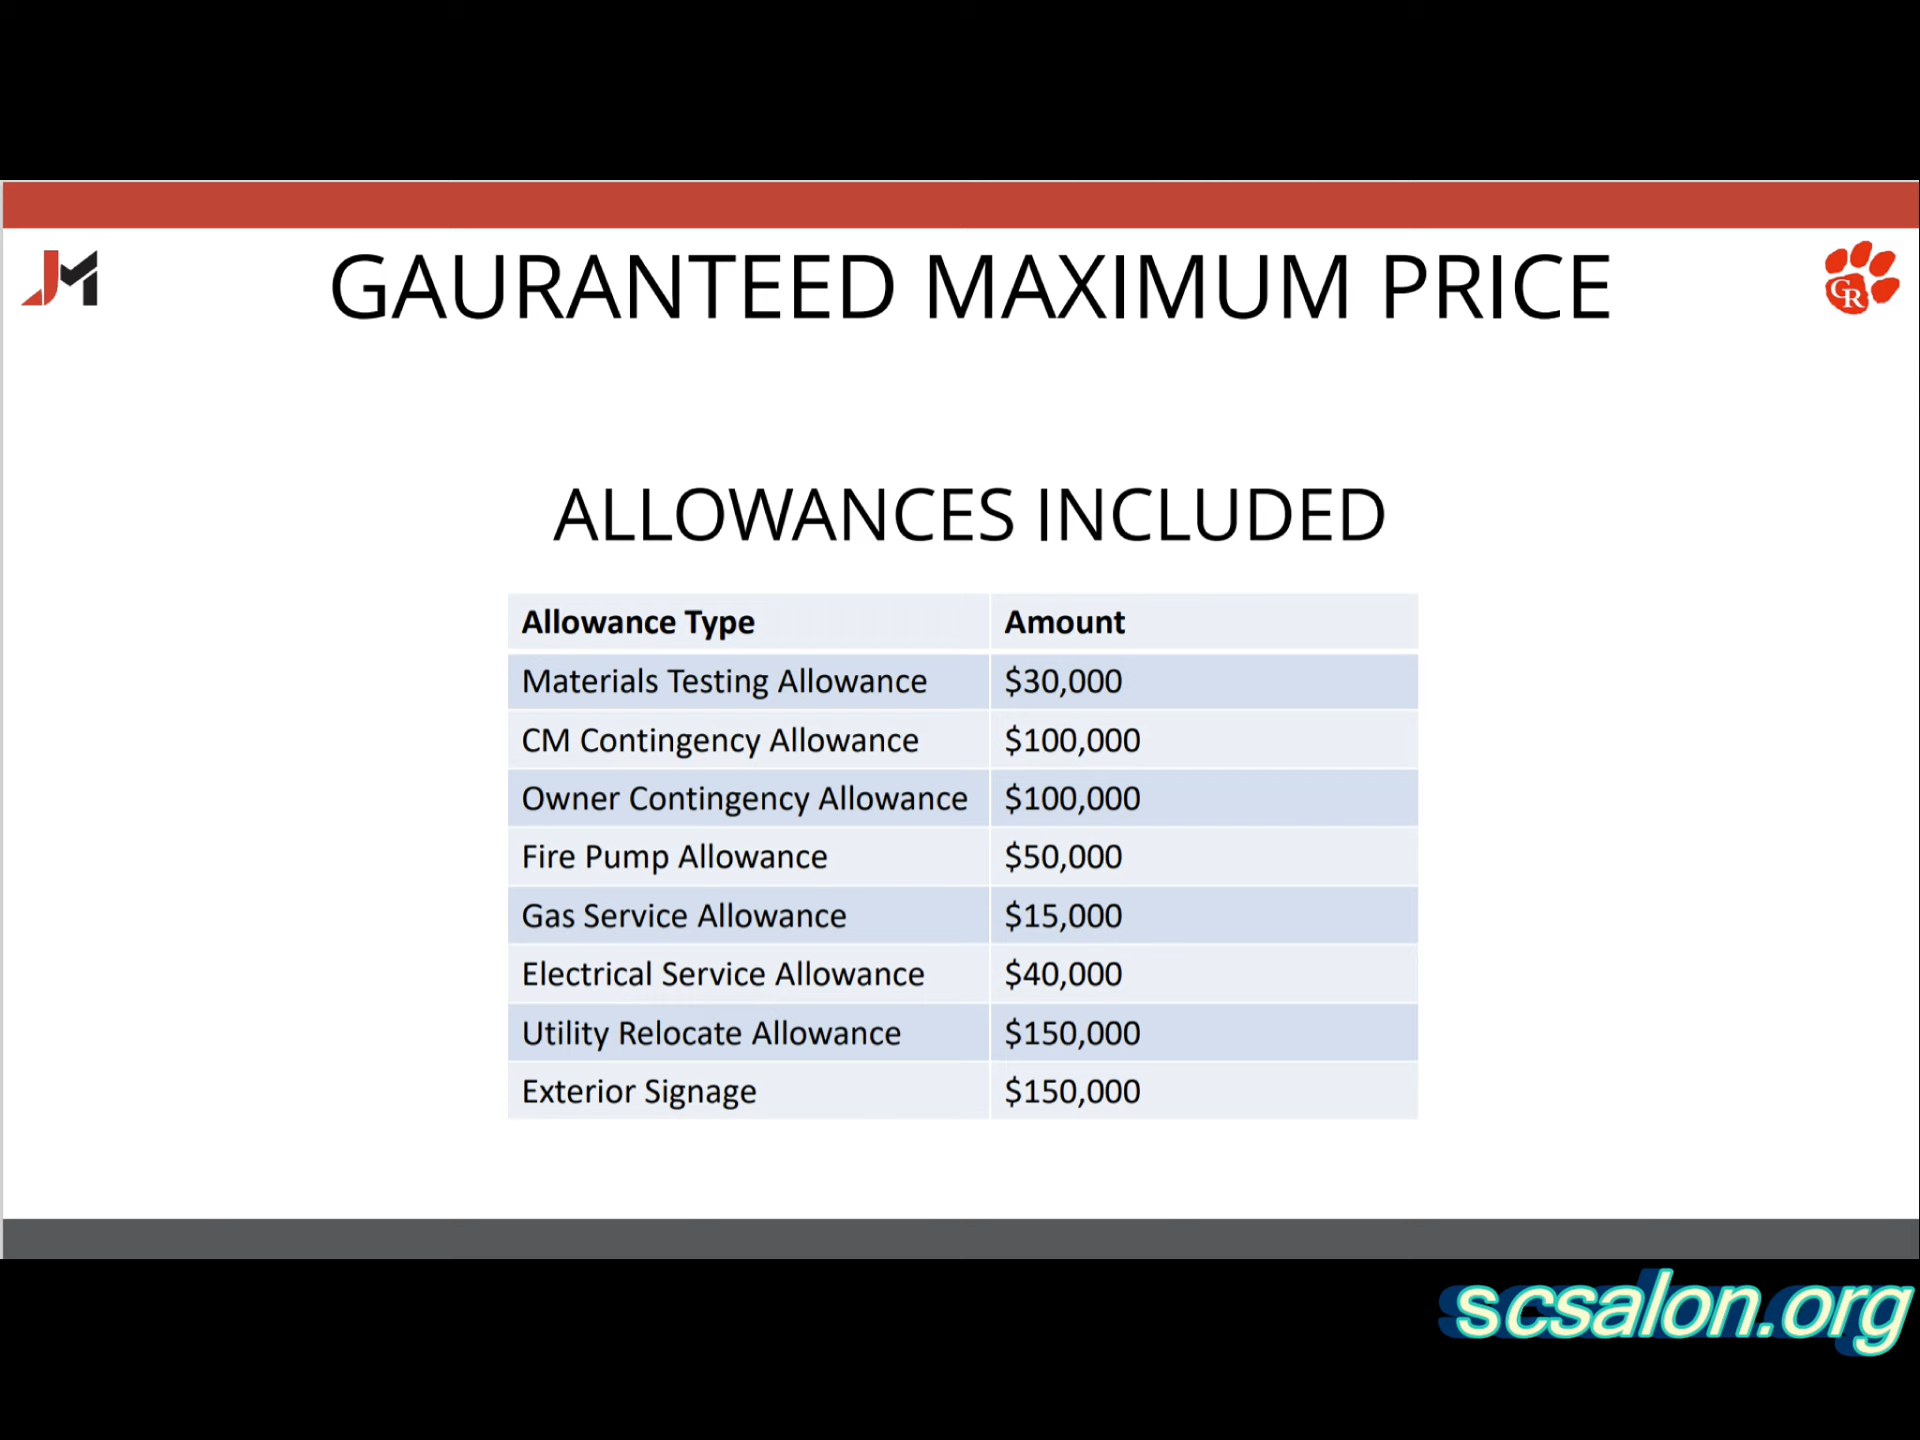 JM
GAURANTEED MAXIMUM PRICE
CR
ALLOWANCES INCLUDED
Allowance Type Amount
Materials Testing Allowance $30,000
CM Contingency Allowance $100,000
Owner Contingency Allowance $100,000
Fire Pump Allowance $50,000
Gas Service Allowance $15,000
Electrical Service Allowance $40,000
Utility Relocate Allowance $150,000
Exterior Signage $150,000
scsalon.org